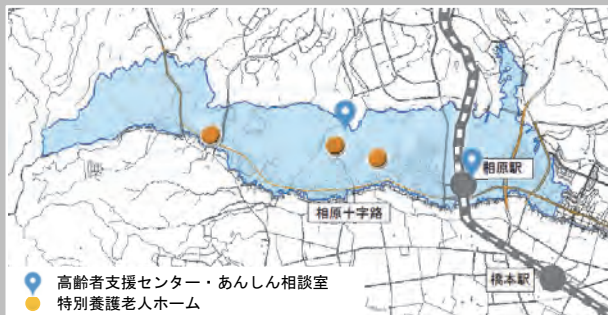 相原駅
相原十字路
橋本駅
高齢者支援センター・あんしん相談室
特別養護老人ホーム